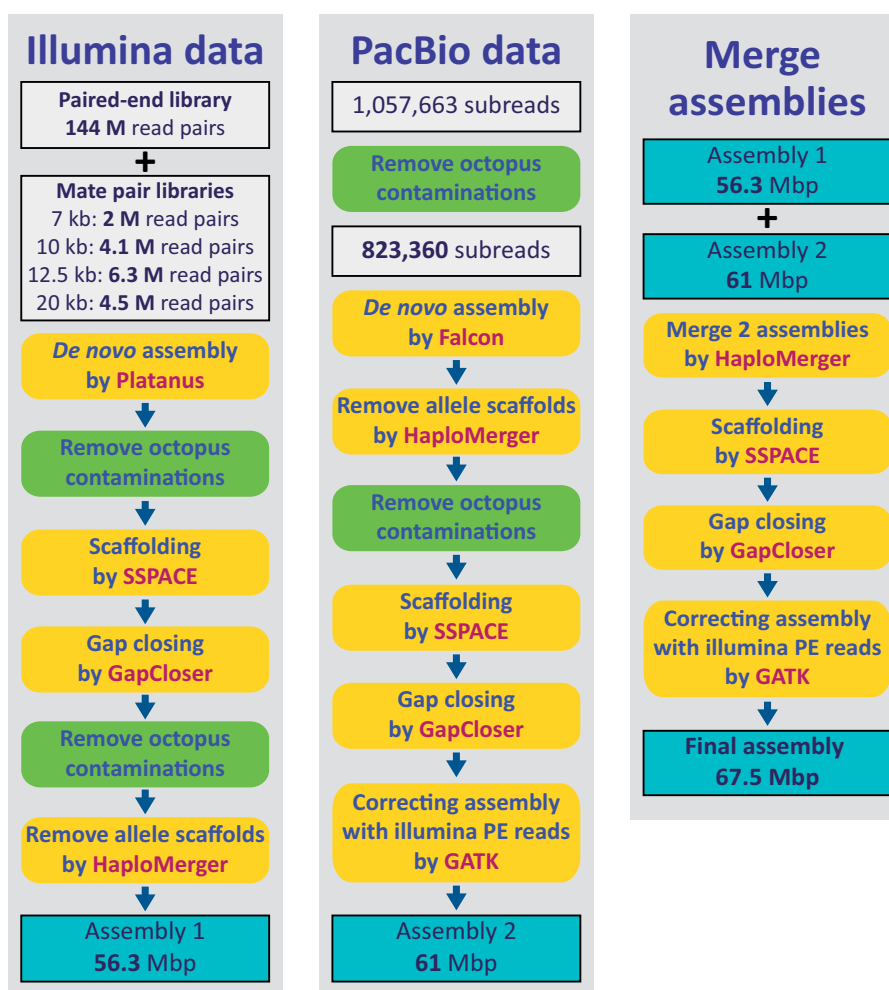 Illumina data
Paired-end library
144 M read pairs
+
Mate pair libraries
7 kb: 2 M read pairs
10 kb: 4.1 M read pairs
12.5 kb: 6.3 M read pairs
20 kb: 4.5 M read pairs
De novo assembly
by Platanus
Remove octopus
contaminations
Scaffolding
by SSPACE
Gap closing
by GapCloser
Remove octopus
contaminations
Remove allele scaffolds
by HaploMerger
Assembly 1
56.3 Mbp
PacBio data
1,057,663 subreads
Remove octopus
contaminations
823,360 subreads
De novo assembly
by Falcon
Remove allele scaffolds
by HaploMerger
Remove octopus
contaminations
Scaffolding
by SSPACE
Gap closing
by GapCloser
Correcting assembly
with illumina PE reads
by GATK
Assembly 2
61 Mbp
Merge
assemblies
Assembly 1
56.3 Mbp
+
Assembly 2
61 Mbp
Merge 2 assemblies
by HaploMerger
Scaffolding
by SSPACE
Gap closing
by GapCloser
Correcting assembly
with illumina PE reads
by GATK
Final assembly
67.5 Mbp